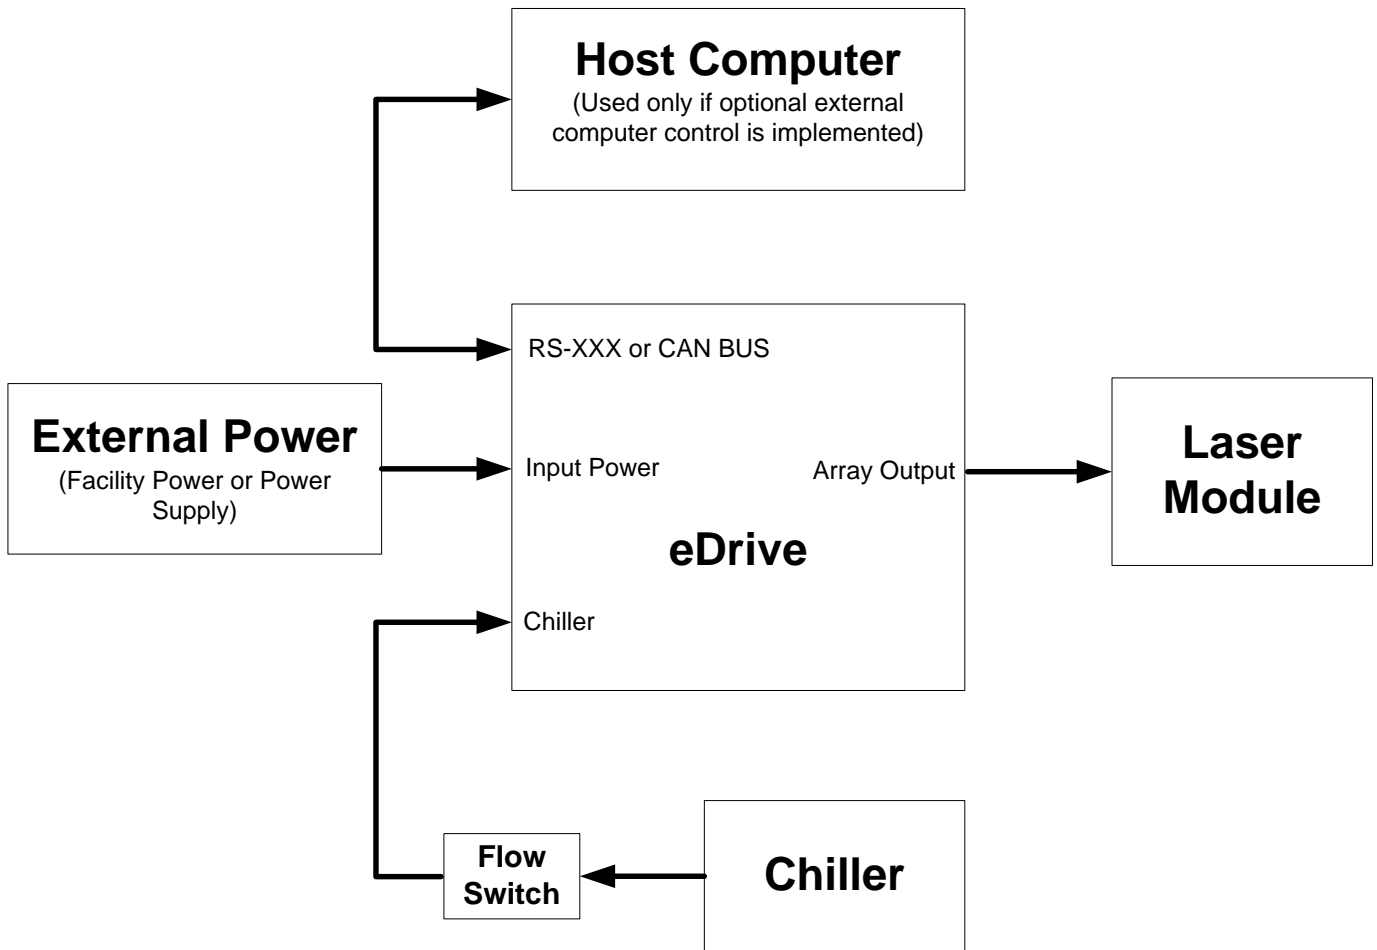 Host Computer
(Used only if optional external
computer control is implemented)
RS-XXX or CAN BUS
External Power
(Facility Power or Power
Supply)
Input Power
Array Output
eDrive
Chiller
Laser
Module
Flow
Switch
Chiller